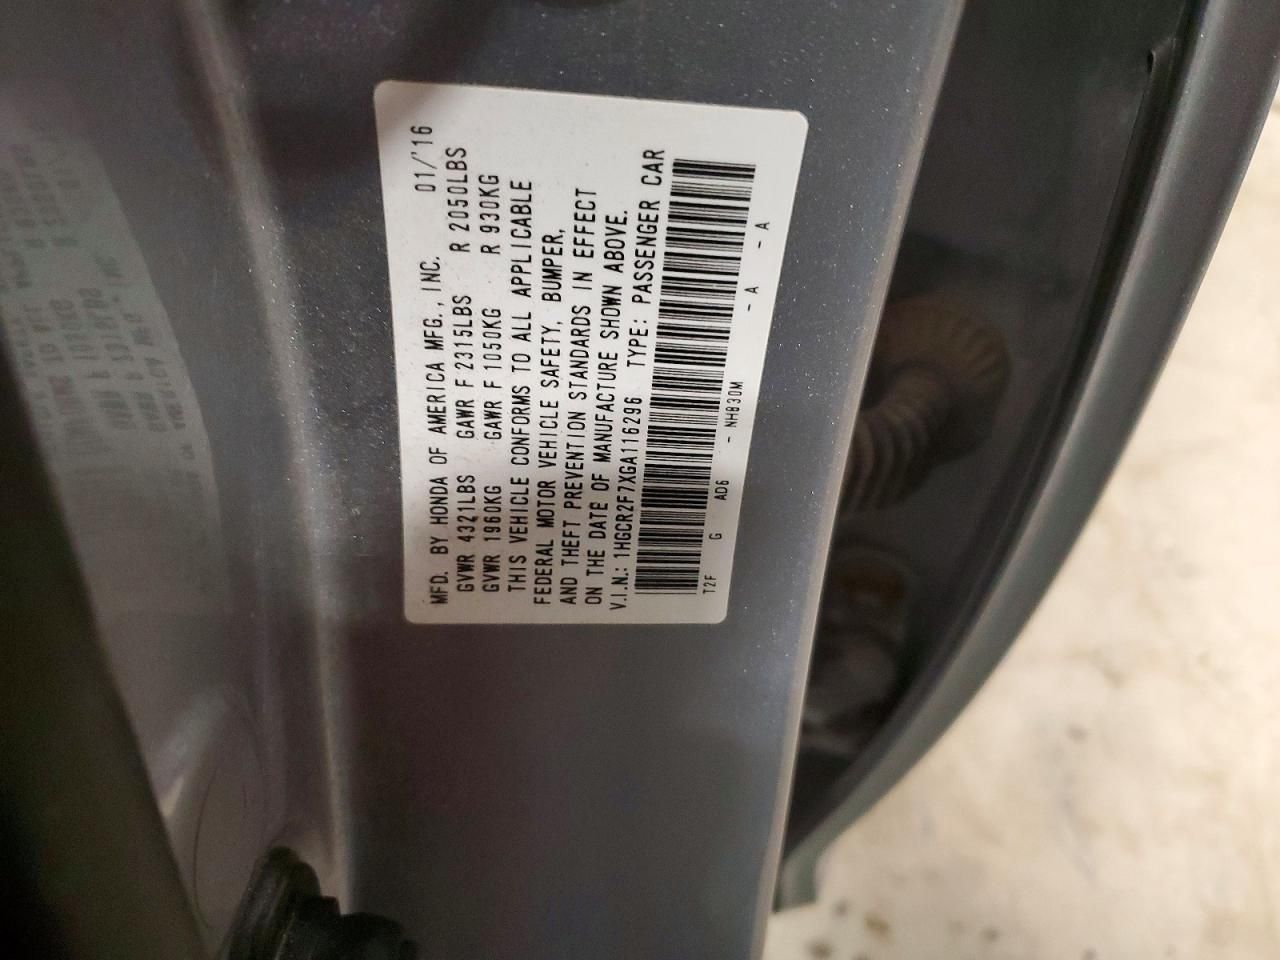 MFD. BY HONDA OF AMERICA MFG., INC. 01/'16
GVWR 4321LBS GAWR F 2315LBS R 2050LBS
GVWR 1960KG GAWR F 1050KG R 930KG
THIS VEHICLE CONFORMS TO ALL APPLICABLE
FEDERAL MOTOR VEHICLE SAFETY, BUMPER,
AND THEFT PREVENTION STANDARDS IN EFFECT
ON THE DATE OF MANUFACTURE SHOWN ABOVE.
V.I.N.: 1HGCR2F7XGA116296 TYPE: PASSENGER CAR
T2F G AD6 - NH830M - A - A